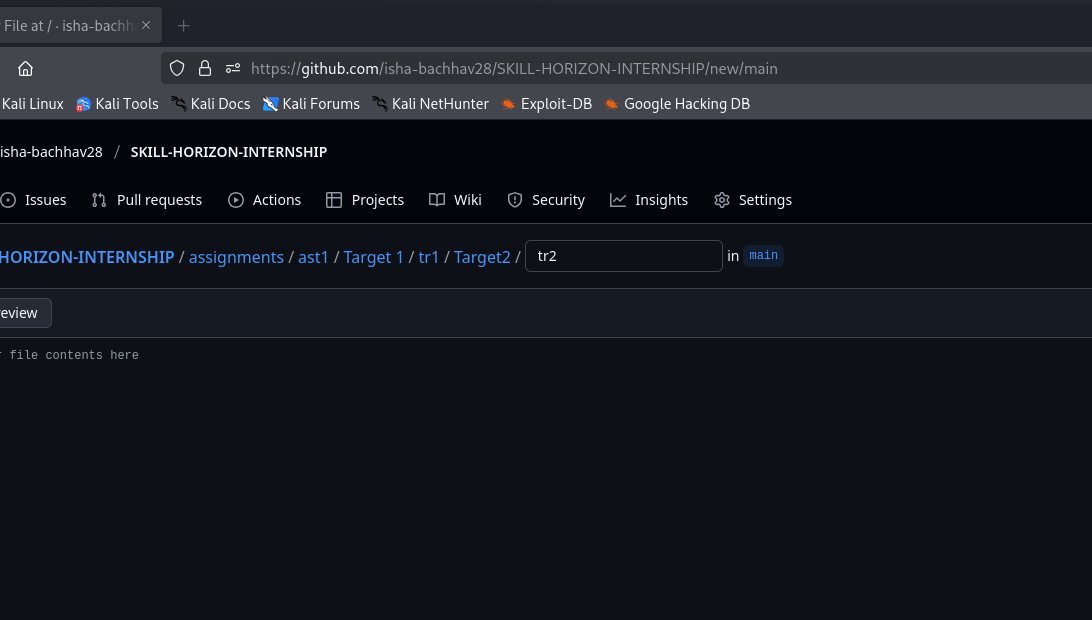 File at / · isha-bachha
https://github.com/isha-bachhav28/SKILL-HORIZON-INTERNSHIP/new/main
Kali Linux Kali Tools Kali Docs Kali Forums Kali NetHunter Exploit-DB Google Hacking DB
isha-bachhav28 / SKILL-HORIZON-INTERNSHIP
Issues Pull requests Actions Projects Wiki Security Insights Settings
HORIZON-INTERNSHIP / assignments / ast1 / Target 1 / tr1 / Target2 / tr2 in main
eview
file contents here